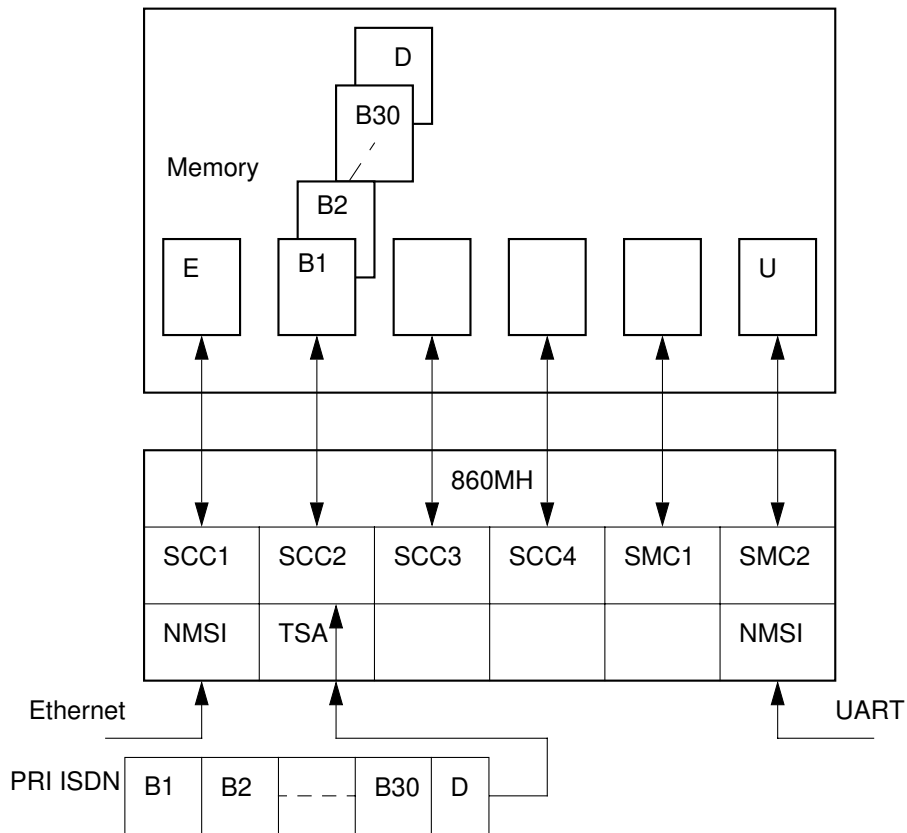 D
B30
Memory
B2
E
B1
U
860MH
SCC1 SCC2 SCC3 SCC4 SMC1 SMC2
NMSI TSA NMSI
Ethernet UART
PRI ISDN B1 B2 B30 D